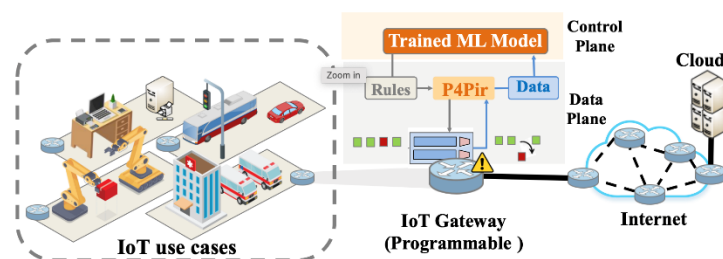 Trained ML Model
Control
Plane
Zoom in
Rules
P4Pir
Data
Data
Plane
Cloud
IoT use cases
IoT Gateway
(Programmable )
Internet